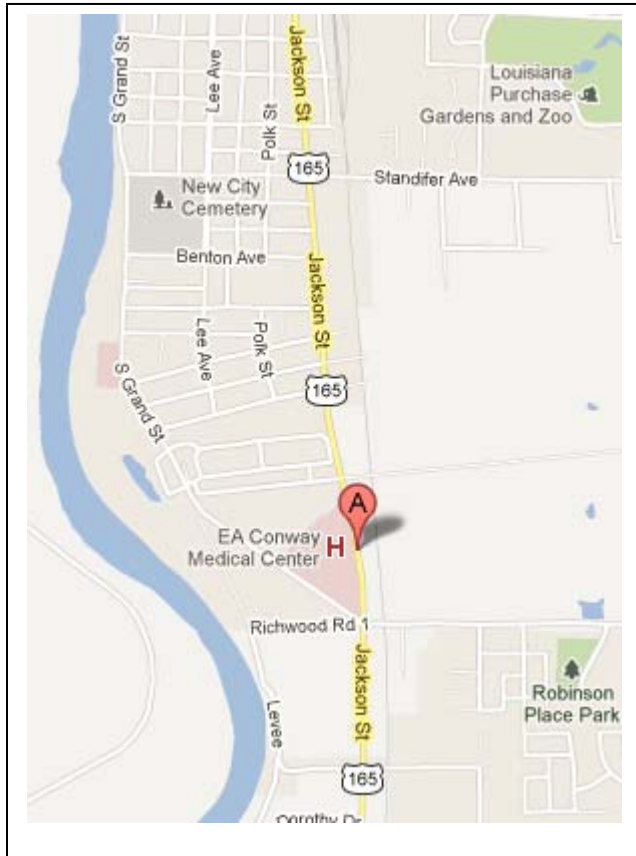 S Grand St
Lee Ave
Polk St
Jackson St
Louisiana
Purchase
Gardens and Zoo
165
Standifer Ave
New City
Cemetery
Benton Ave
Jackson St
Lee Ave
Polk St
S Grand St
165
A
EA Conway
Medical Center
H
Richwood Rd 1
Jackson St
Robinson
Place Park
Levee
165
Dorothy Dr